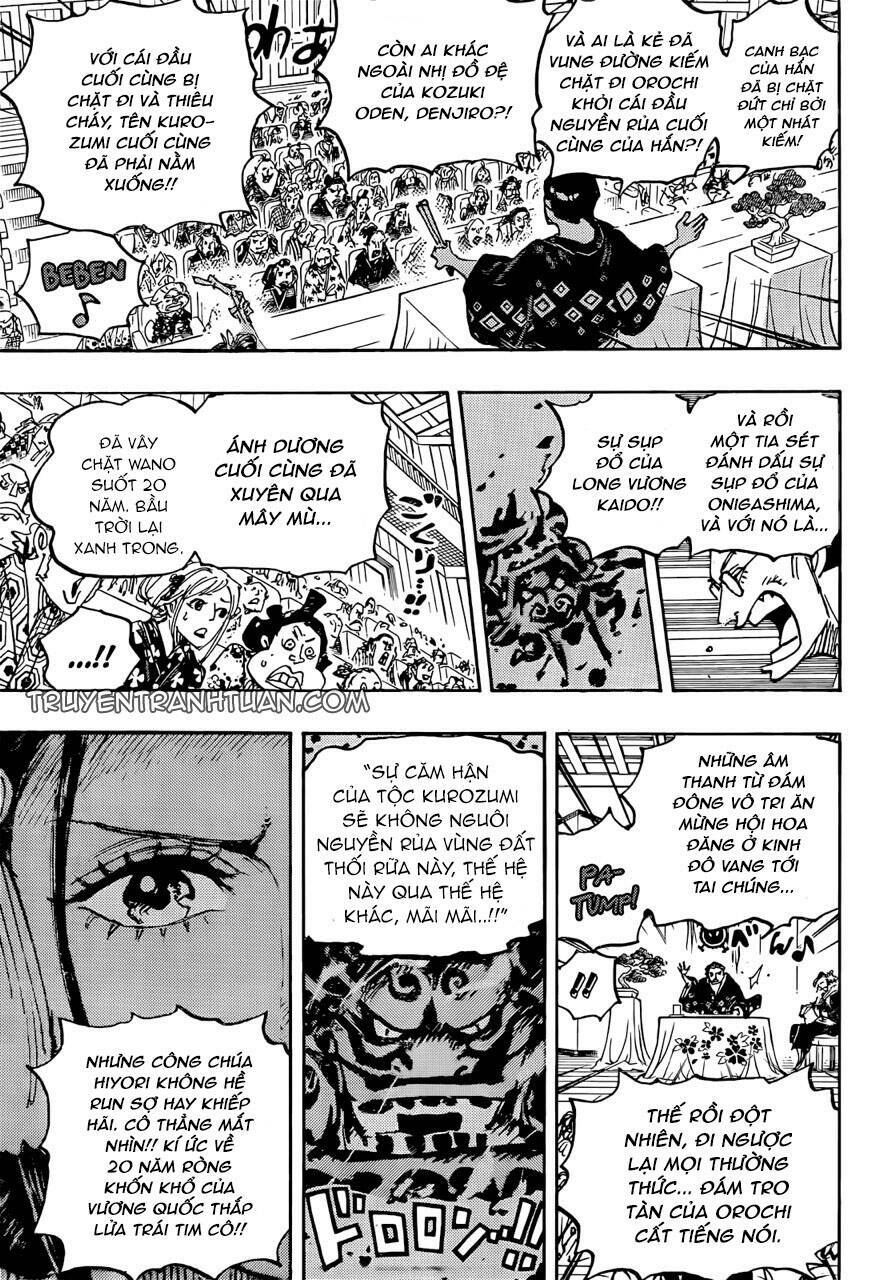 CANH BẠC
CỦA HẮN
ĐÃ BỊ CHẶT
ĐỨT CHỈ BỞI
MỘT NHÁT
KIẾM!
VÀ AI LÀ KẺ ĐÃ
VUNG ĐƯỜNG KIẾM
CHẶT ĐI OROCHI
KHỎI CÁI ĐẦU
NGUYỀN RỦA CUỐI
CÙNG CỦA HẮN?!
CÒN AI KHÁC
NGOÀI NHỊ ĐỒ ĐỆ
CỦA KOZUKI
ODEN, DENJIRO?!
VỚI CÁI ĐẦU
CUỐI CÙNG BỊ
CHẶT ĐI VÀ THIÊU
CHÁY, TÊN KURO-
ZUMI CUỐI CÙNG
ĐÃ PHẢI NẰM
XUỐNG!!
BEBEN
VÀ RỒI
MỘT TIA SÉT
ĐÁNH DẤU SỰ
SỤP ĐỔ CỦA
ONIGASHIMA,
VÀ VỚI NÓ LÀ...
SỰ SỤP
ĐỔ CỦA
LONG VƯƠNG
KAIDO!!
ÁNH DƯƠNG
CUỐI CÙNG ĐÃ
XUYÊN QUA
MÂY MÙ...
ĐÃ VÂY
CHẶT WANO
SUỐT 20
NĂM. BẦU
TRỜI LẠI
XANH TRONG.
ごくり!!
...!!
TRUYENTRANHTUAN.COM
NHỮNG ÂM
THANH TỪ ĐÁM
ĐÔNG VÔ TRI ĂN
MỪNG HỘI HOA
ĐĂNG Ở KINH
ĐÔ VANG TỚI
TAI CHÚNG...
PA-
TUMP!
べん♪
!!
THẾ RỒI ĐỘT
NHIÊN, ĐI NGƯỢC
LẠI MỌI THƯỜNG
THỨC... ĐÁM TRO
TÀN CỦA OROCHI
CẤT TIẾNG NÓI.
"SỰ CĂM HẬN
CỦA TỘC KUROZUMI
SẼ KHÔNG NGUÔI
NGUYỀN RỦA VÙNG ĐẤT
THỐI RỮA NÀY, THẾ HỆ
NÀY QUA THẾ HỆ
KHÁC, MÃI MÃI..!!"
ドロロン!!!
NHƯNG CÔNG CHÚA
HIYORI KHÔNG HỀ
RUN SỢ HAY KHIẾP
HÃI. CÔ THẲNG MẮT
NHÌN!! KÍ ỨC VỀ
20 NĂM RÒNG
KHỐN KHỔ CỦA
VƯƠNG QUỐC THẮP
LỬA TRÁI TIM CÔ!!